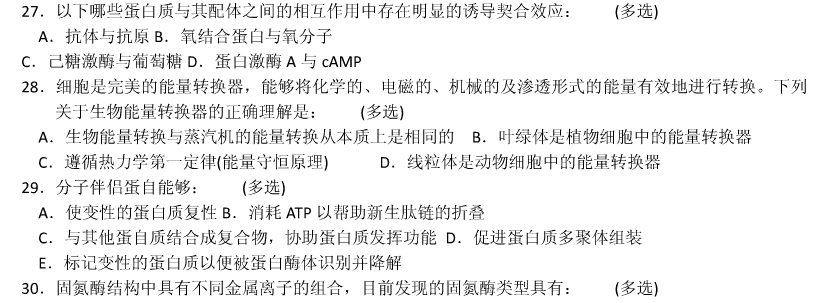 27．以下哪些蛋白质与其配体之间的相互作用中存在明显的诱导契合效应： (多选)
A．抗体与抗原 B．氧结合蛋白与氧分子
C．己糖激酶与葡萄糖 D．蛋白激酶 A 与 cAMP
28．细胞是完美的能量转换器，能够将化学的、电磁的、机械的及渗透形式的能量有效地进行转换。下列
关于生物能量转换器的正确理解是： (多选)
A．生物能量转换与蒸汽机的能量转换从本质上是相同的 B．叶绿体是植物细胞中的能量转换器
C．遵循热力学第一定律(能量守恒原理) D．线粒体是动物细胞中的能量转换器
29．分子伴侣蛋自能够： (多选)
A．使变性的蛋白质复性 B．消耗 ATP 以帮助新生肽链的折叠
C．与其他蛋自质结合成复合物，协助蛋白质发挥功能 D．促进蛋白质多聚体组装
E．标记变性的蛋白质以便被蛋白酶体识别并降解
30．固氮酶结构中具有不同金属离子的组合，目前发现的固氮酶类型具有： (多选)